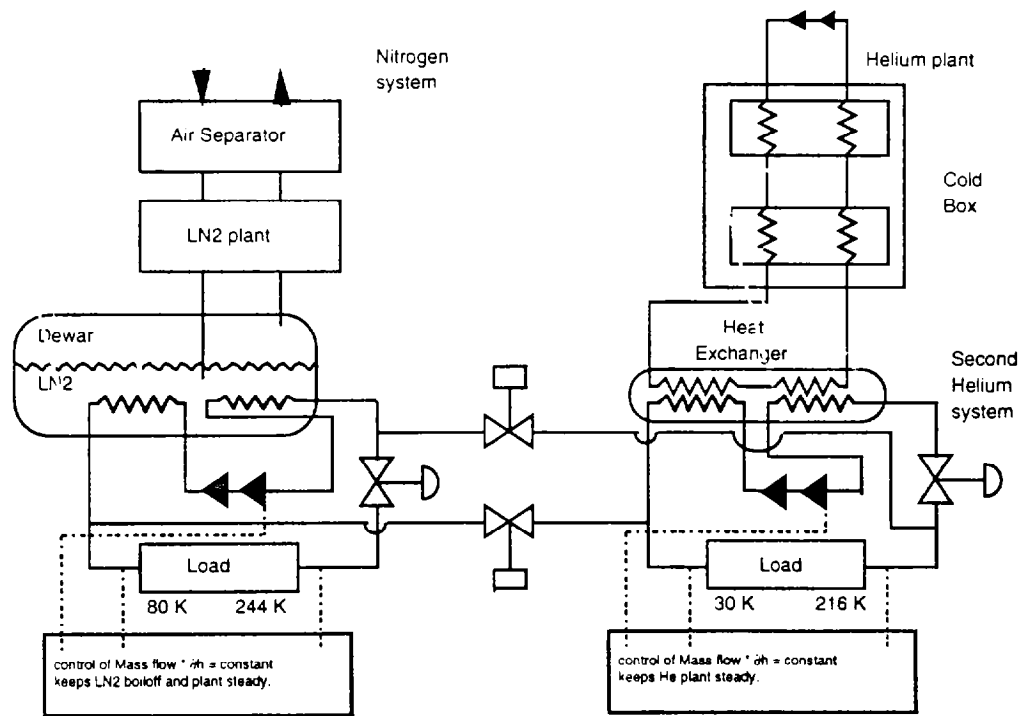 Nitrogen
system
Helium plant
Air Separator
Cold
Box
LN2 plant
Dewar
LN2
Heat
Exchanger
Second
Helium
system
Load
80 K 244 K
Load
30 K 216 K
control of Mass flow * ∂h = constant
keeps LN2 boiloff and plant steady.
control of Mass flow * ∂h = constant
keeps He plant steady.